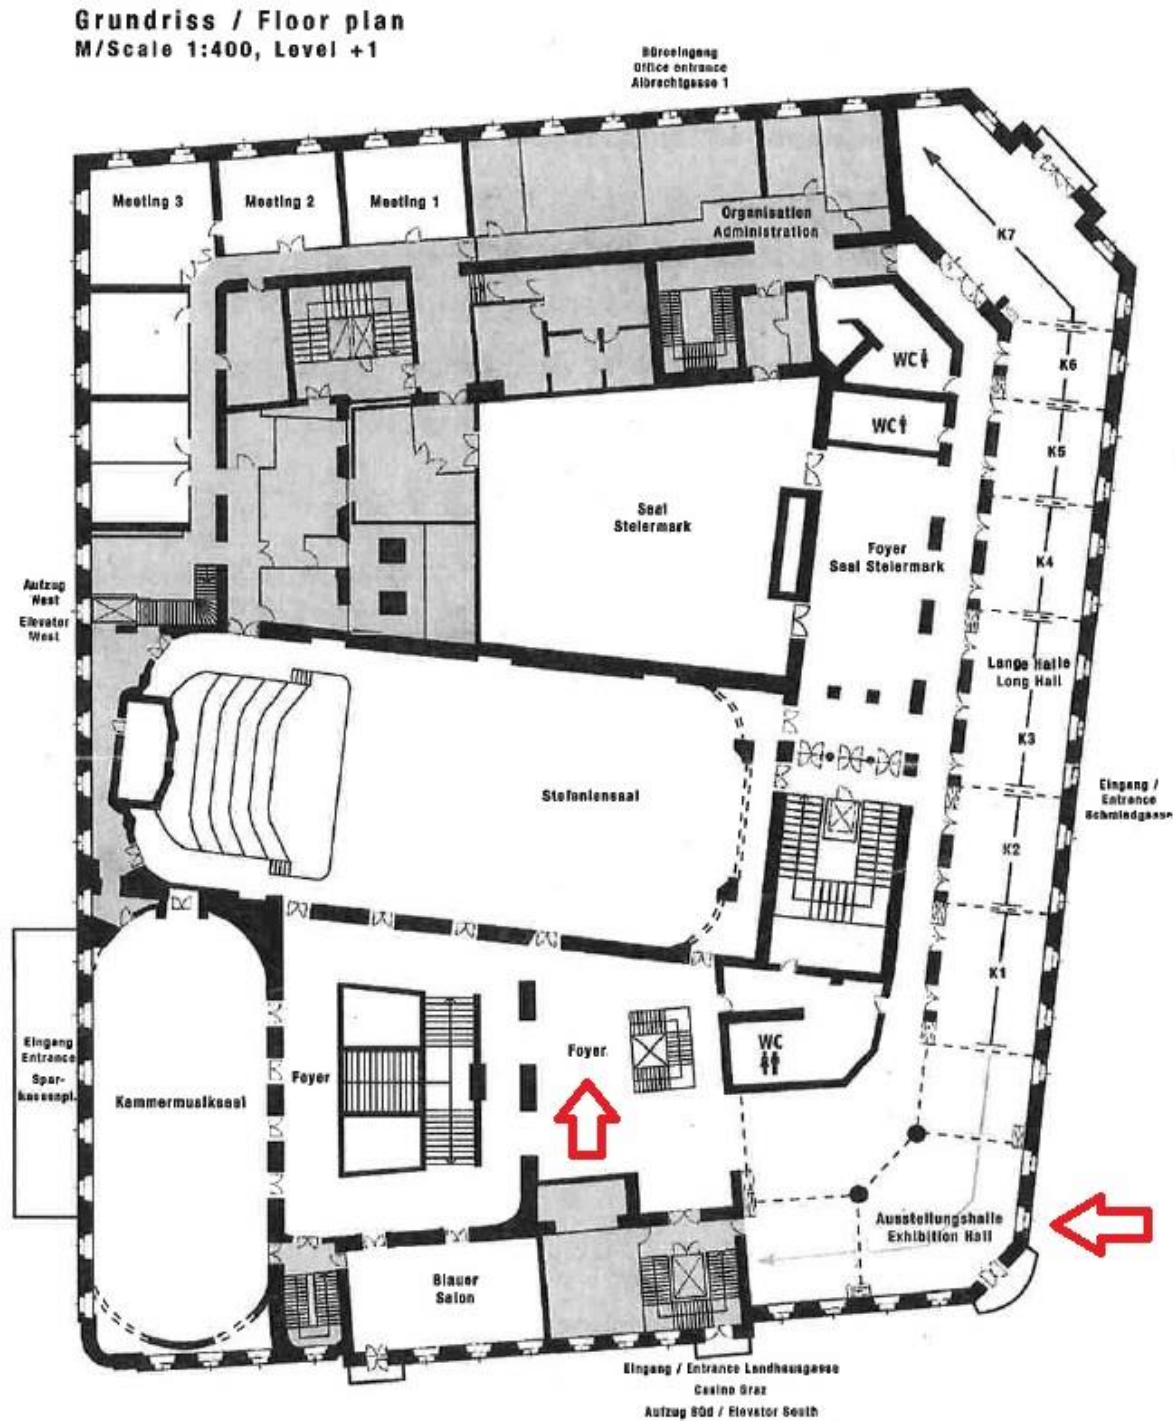 Grundriss / Floor plan
M/Scale 1:400, Level +1
Büroeingang
Office entrance
Albrechtgasse 1
Meeting 3
Meeting 2
Meeting 1
Organisation
Administration
K7
K6
WC
WC
K5
Saal
Steiermark
Foyer
Saal Steiermark
K4
Aufzug
West
Elevator
West
Lange Halle
Long Hall
K3
Stefaniensaal
Eingang /
Entrance
Schmiedgasse
K2
K1
Eingang
Entrance
Spar-
kassenpl.
Foyer
Foyer
WC
Kammermusiksaal
Ausstellungshalle
Exhibition Hall
Blauer
Salon
Eingang / Entrance Landhausgasse
Casino Graz
Aufzug Süd / Elevator South